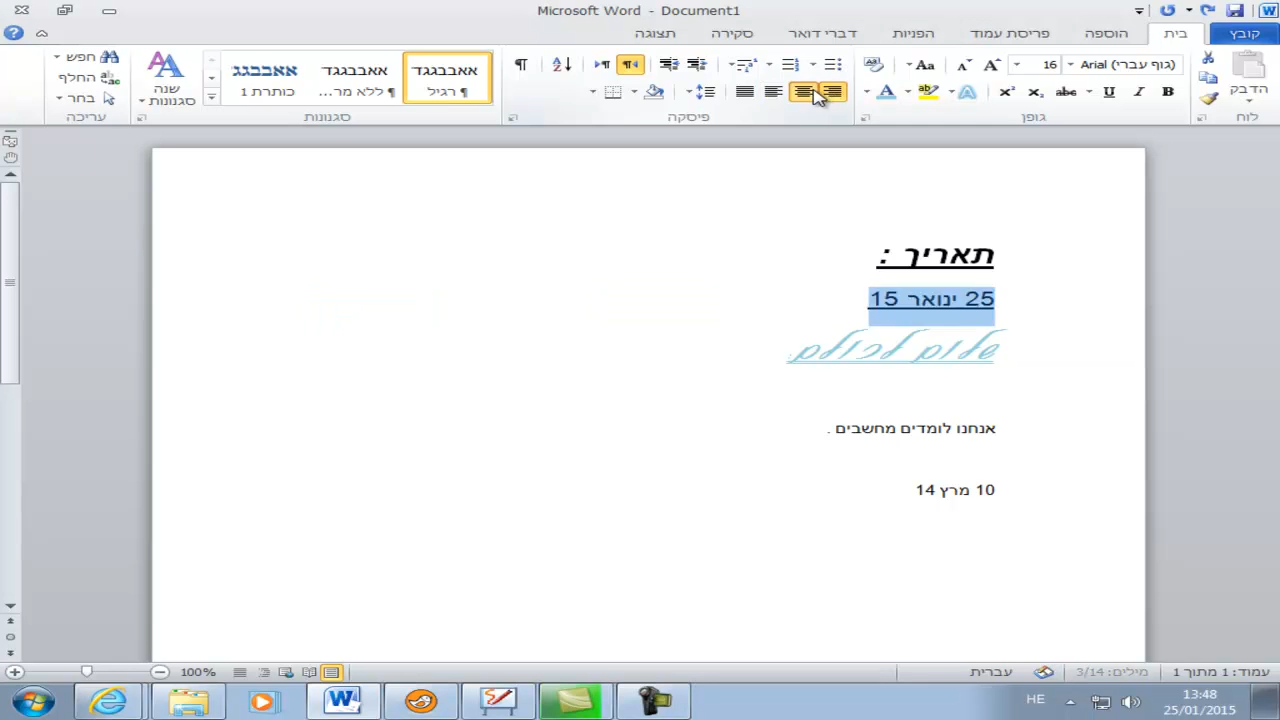 Microsoft Word - Document1
קובץ
בית
הוספה
פריסת עמוד
הפניות
דברי דואר
סקירה
תצוגה
הדבק
לוח
Arial (גוף עברי)
16
Aa
גופן
פיסקה
אאבבגגד
¶ רגיל
אאבבגגד
¶ ללא מר...
אאבבגג
כותרת 1
שנה
סגנונות
סגנונות
חפש
החלף
בחר
עריכה
תאריך :
25 ינואר 15
שלום לכולם
אנחנו לומדים מחשבים .
10 מרץ 14
עמוד: 1 מתוך 1
מילים: 3/14
עברית
100%
HE
13:48
25/01/2015